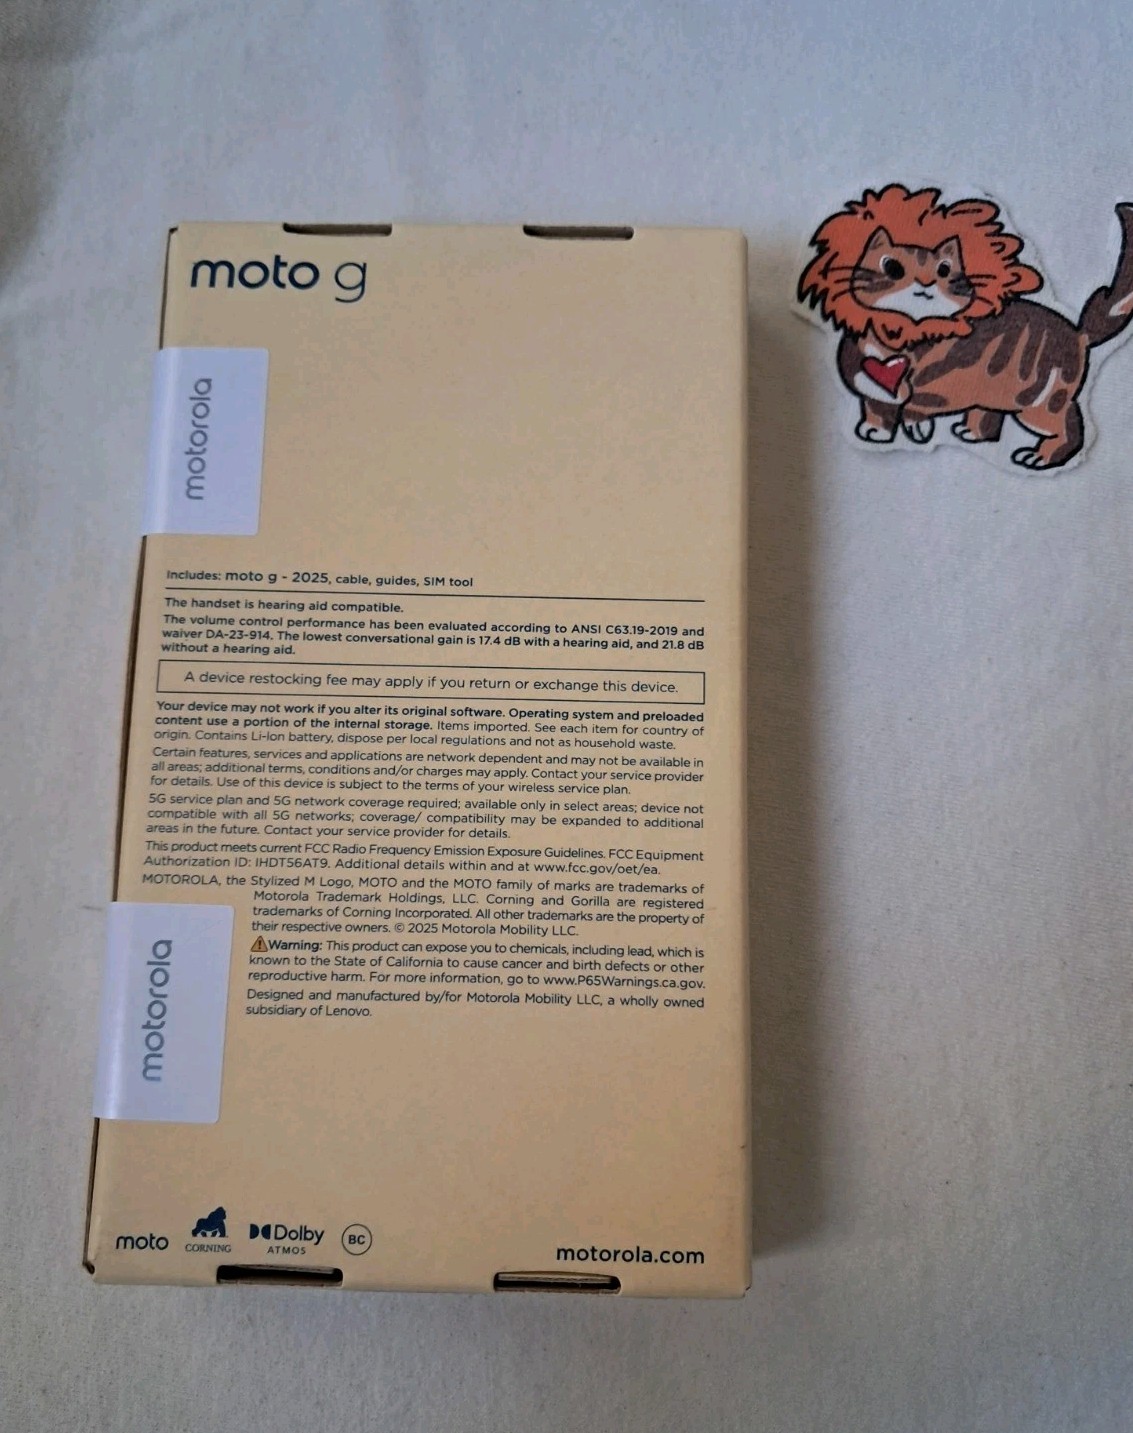 moto g
motorola
Includes: moto g - 2025, cable, guides, SIM tool
The handset is hearing aid compatible.
The volume control performance has been evaluated according to ANSI C63.19-2019 and
waiver DA-23-914. The lowest conversational gain is 17.4 dB with a hearing aid, and 21.8 dB
without a hearing aid.
A device restocking fee may apply if you return or exchange this device.
Your device may not work if you alter its original software. Operating system and preloaded
content use a portion of the internal storage. Items imported. See each item for country of
origin. Contains Li-Ion battery, dispose per local regulations and not as household waste.
Certain features, services and applications are network dependent and may not be available in
all areas; additional terms, conditions and/or charges may apply. Contact your service provider
for details. Use of this device is subject to the terms of your wireless service plan.
5G service plan and 5G network coverage required; available only in select areas; device not
compatible with all 5G networks; coverage/ compatibility may be expanded to additional
areas in the future. Contact your service provider for details.
This product meets current FCC Radio Frequency Emission Exposure Guidelines. FCC Equipment
Authorization ID: IHDT56AT9. Additional details within and at www.fcc.gov/oet/ea.
MOTOROLA, the Stylized M Logo, MOTO and the MOTO family of marks are trademarks of
Motorola Trademark Holdings, LLC. Corning and Gorilla are registered
trademarks of Corning Incorporated. All other trademarks are the property of
their respective owners. © 2025 Motorola Mobility LLC.
⚠Warning: This product can expose you to chemicals, including lead, which is
known to the State of California to cause cancer and birth defects or other
reproductive harm. For more information, go to www.P65Warnings.ca.gov.
Designed and manufactured by/for Motorola Mobility LLC, a wholly owned
subsidiary of Lenovo.
motorola
moto
CORNING
Dolby
ATMOS
BC
motorola.com